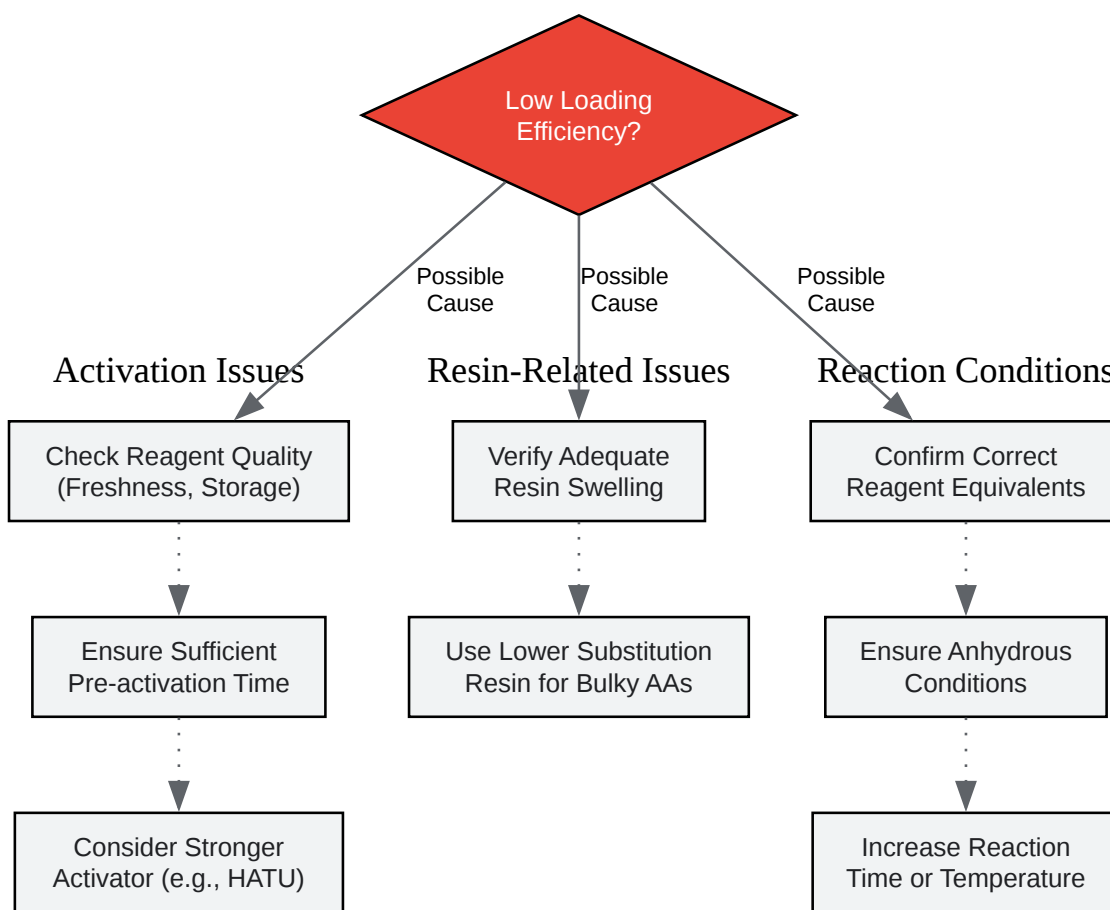 Low Loading
Efficiency?
Possible
Cause
Possible
Cause
Possible
Cause
Activation Issues
Resin-Related Issues
Reaction Conditions
Check Reagent Quality
(Freshness, Storage)
Verify Adequate
Resin Swelling
Confirm Correct
Reagent Equivalents
Ensure Sufficient
Pre-activation Time
Use Lower Substitution
Resin for Bulky AAs
Ensure Anhydrous
Conditions
Consider Stronger
Activator (e.g., HATU)
Increase Reaction
Time or Temperature